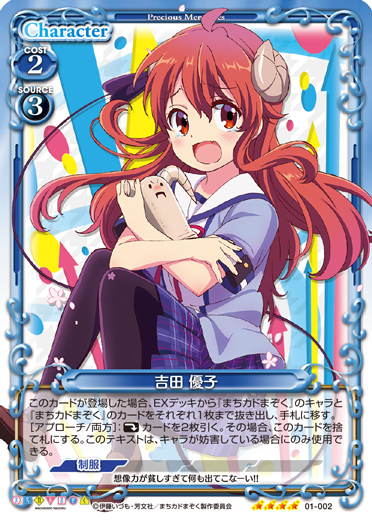 Precious Memories
Character
COST
2
SOURCE
3
吉田 優子
このカードが登場した場合、EXデッキから『まちカドまぞく』のキャラと
『まちカドまぞく』のカードをそれぞれ1枚まで抜き出し、手札に移す。
[アプローチ/両方]:カードを2枚引く。その場合、このカードを捨
て札にする。このテキストは、キャラが妨害している場合にのみ使用で
きる。
制服
想像力が貧しすぎて何も出てこなーい!!
©伊藤いづも・芳文社/まちカドまぞく製作委員会
01-002